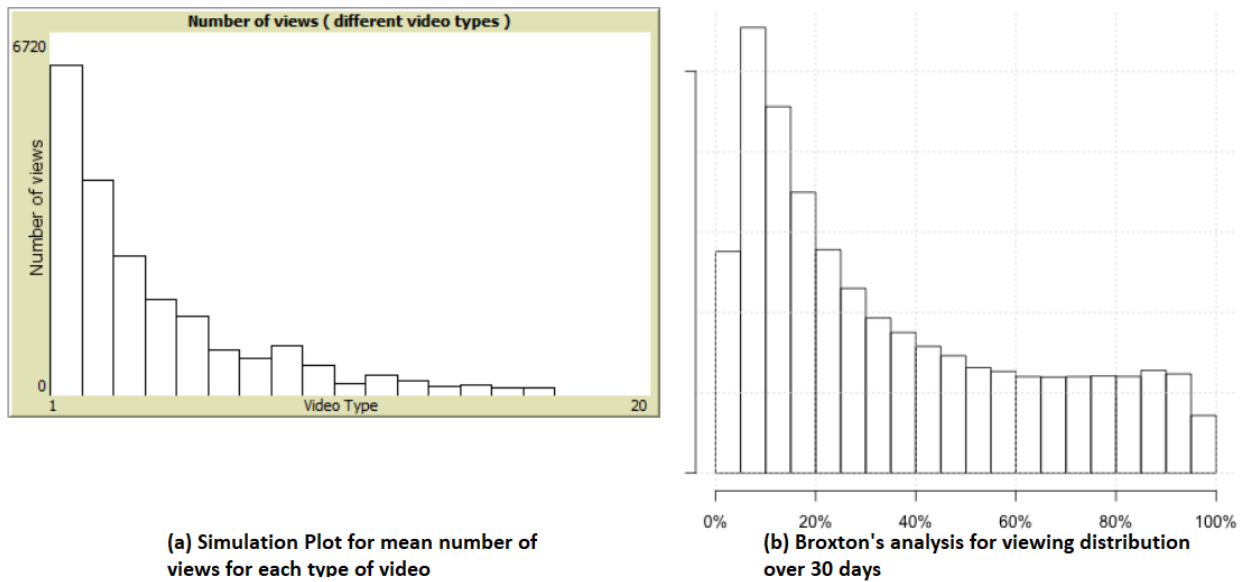 Number of views ( different video types )
6720
Number of views
0
1
Video Type
20
0%
20%
40%
60%
80%
100%
(a) Simulation Plot for mean number of
views for each type of video
(b) Broxton's analysis for viewing distribution
over 30 days